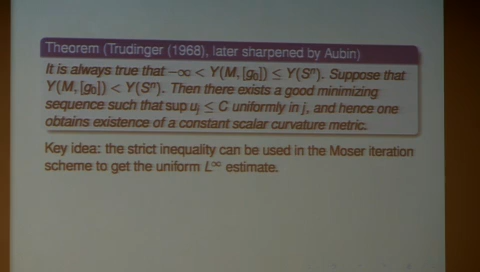 Theorem (Trudinger (1968), later sharpened by Aubin)
It is always true that −∞ < Y(M, [g₀]) ≤ Y(Sⁿ). Suppose that
Y(M, [g₀]) < Y(Sⁿ). Then there exists a good minimizing
sequence such that sup uⱼ ≤ C uniformly in j, and hence one
obtains existence of a constant scalar curvature metric.
Key idea: the strict inequality can be used in the Moser iteration
scheme to get the uniform L^∞ estimate.